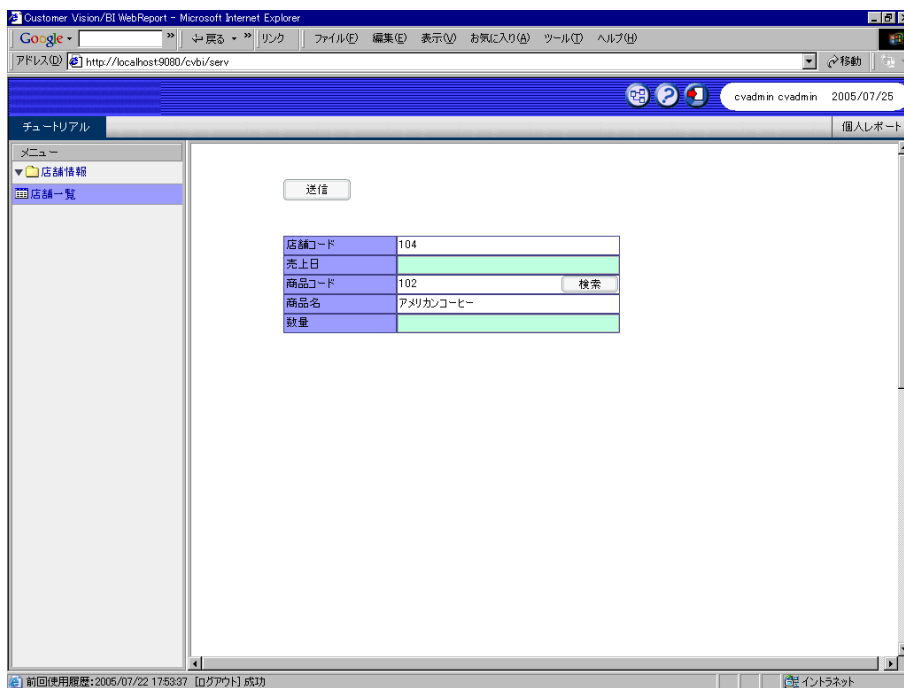 Customer Vision/BI WebReport - Microsoft Internet Explorer
Google 戻る リンク ファイル(F) 編集(E) 表示(V) お気に入り(A) ツール(T) ヘルプ(H)
アドレス(D) http://localhost:9080/cvbi/serv 移動
cvadmin cvadmin 2005/07/25
チュートリアル 個人レポート
メニュー
店舗情報
店舗一覧
送信
店舗コード 104
売上日
商品コード 102 検索
商品名 アメリカンコーヒー
数量
前回使用履歴:2005/07/22 17:53:37 [ログアウト] 成功 イントラネット